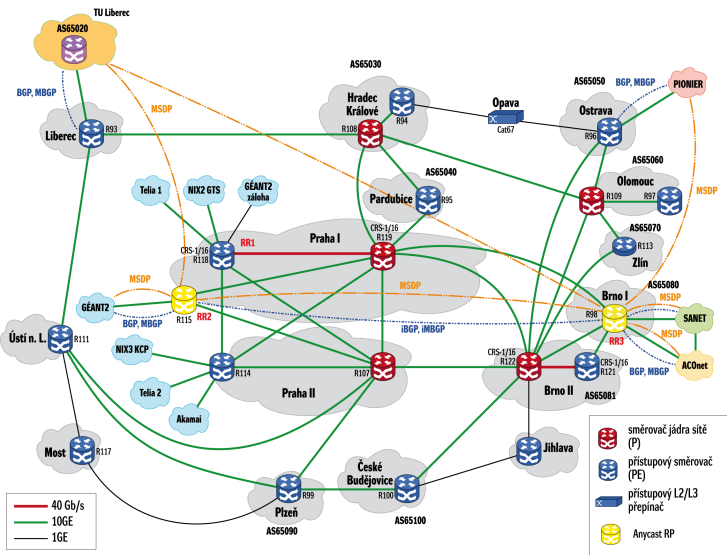 TU Liberec
AS65020
BGP, MBGP
MSDP
Liberec
R93
AS65030
Hradec
Králové
R108
R94
Opava
Cat67
AS65050
Ostrava
R96
BGP, MBGP
PIONIER
MSDP
AS65060
Olomouc
R109
R97
AS65070
R113
Zlín
AS65040
Pardubice
R95
Telia 1
NIX2 GTS
GÉANT2
záloha
CRS-1/16
R118
RR1
Praha I
CRS-1/16
R119
MSDP
GÉANT2
BGP, MBGP
R115
RR2
MSDP
iBGP, iMBGP
AS65080
Brno I
R98
RR3
MSDP
SANET
MSDP
ACOnet
BGP, MBGP
Ústí n. L.
R111
NIX3 KCP
Telia 2
Akamai
R114
Praha II
R107
CRS-1/16
R122
Brno II
CRS-1/16
R121
AS65081
Most
R117
Plzeň
R99
AS65090
České
Budějovice
R100
AS65100
Jihlava
40 Gb/s
10GE
1GE
směrovač jádra sítě
(P)
přístupový směrovač
(PE)
přístupový L2/L3
přepínač
Anycast RP